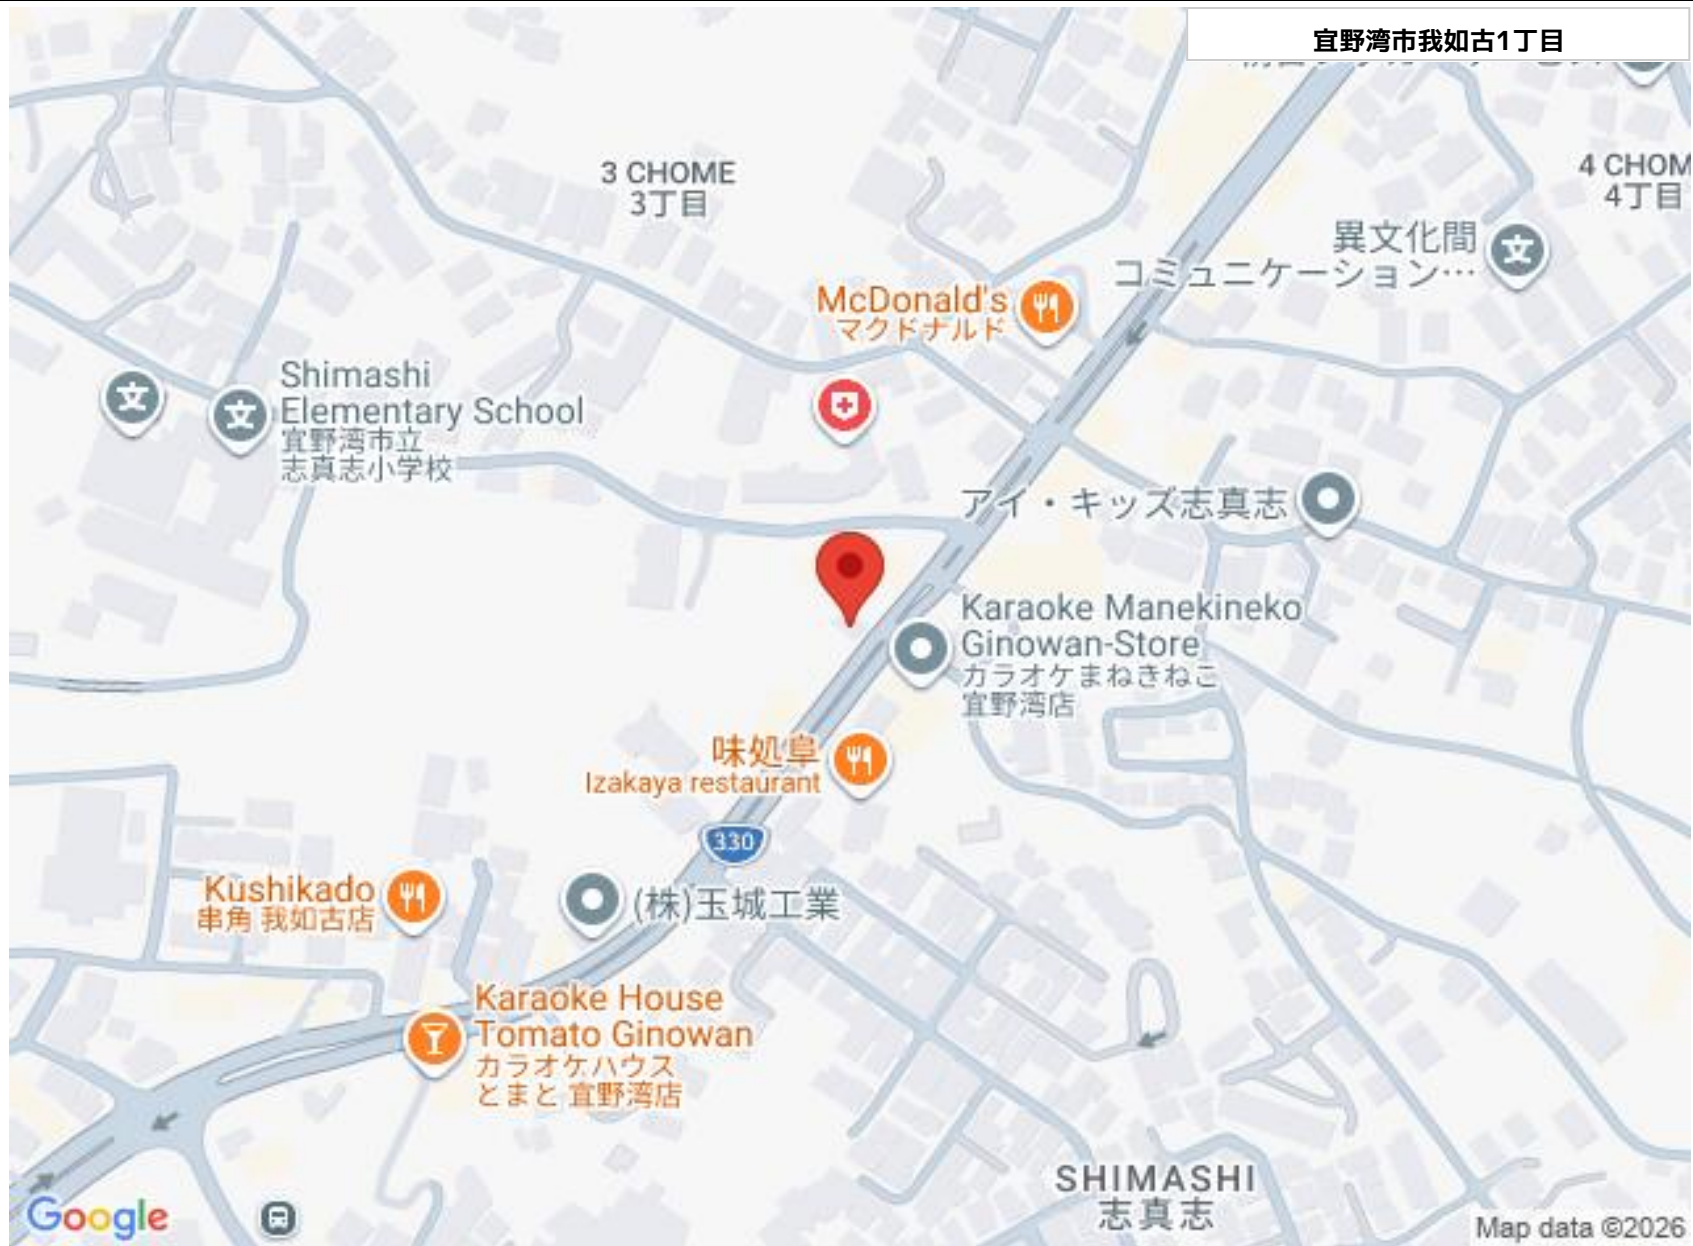 宜野湾市我如古1丁目
3 CHOME
3丁目
4 CHOM
4丁目
異文化間
コミュニケーション…
McDonald's
マクドナルド
Shimashi
Elementary School
宜野湾市立
志真志小学校
アイ・キッズ志真志
Karaoke Manekineko
Ginowan-Store
カラオケまねきねこ
宜野湾店
味処阜
Izakaya restaurant
330
Kushikado
串角 我如古店
(株)玉城工業
Karaoke House
Tomato Ginowan
カラオケハウス
とまと 宜野湾店
SHIMASHI
志真志
Google
Map data ©2026